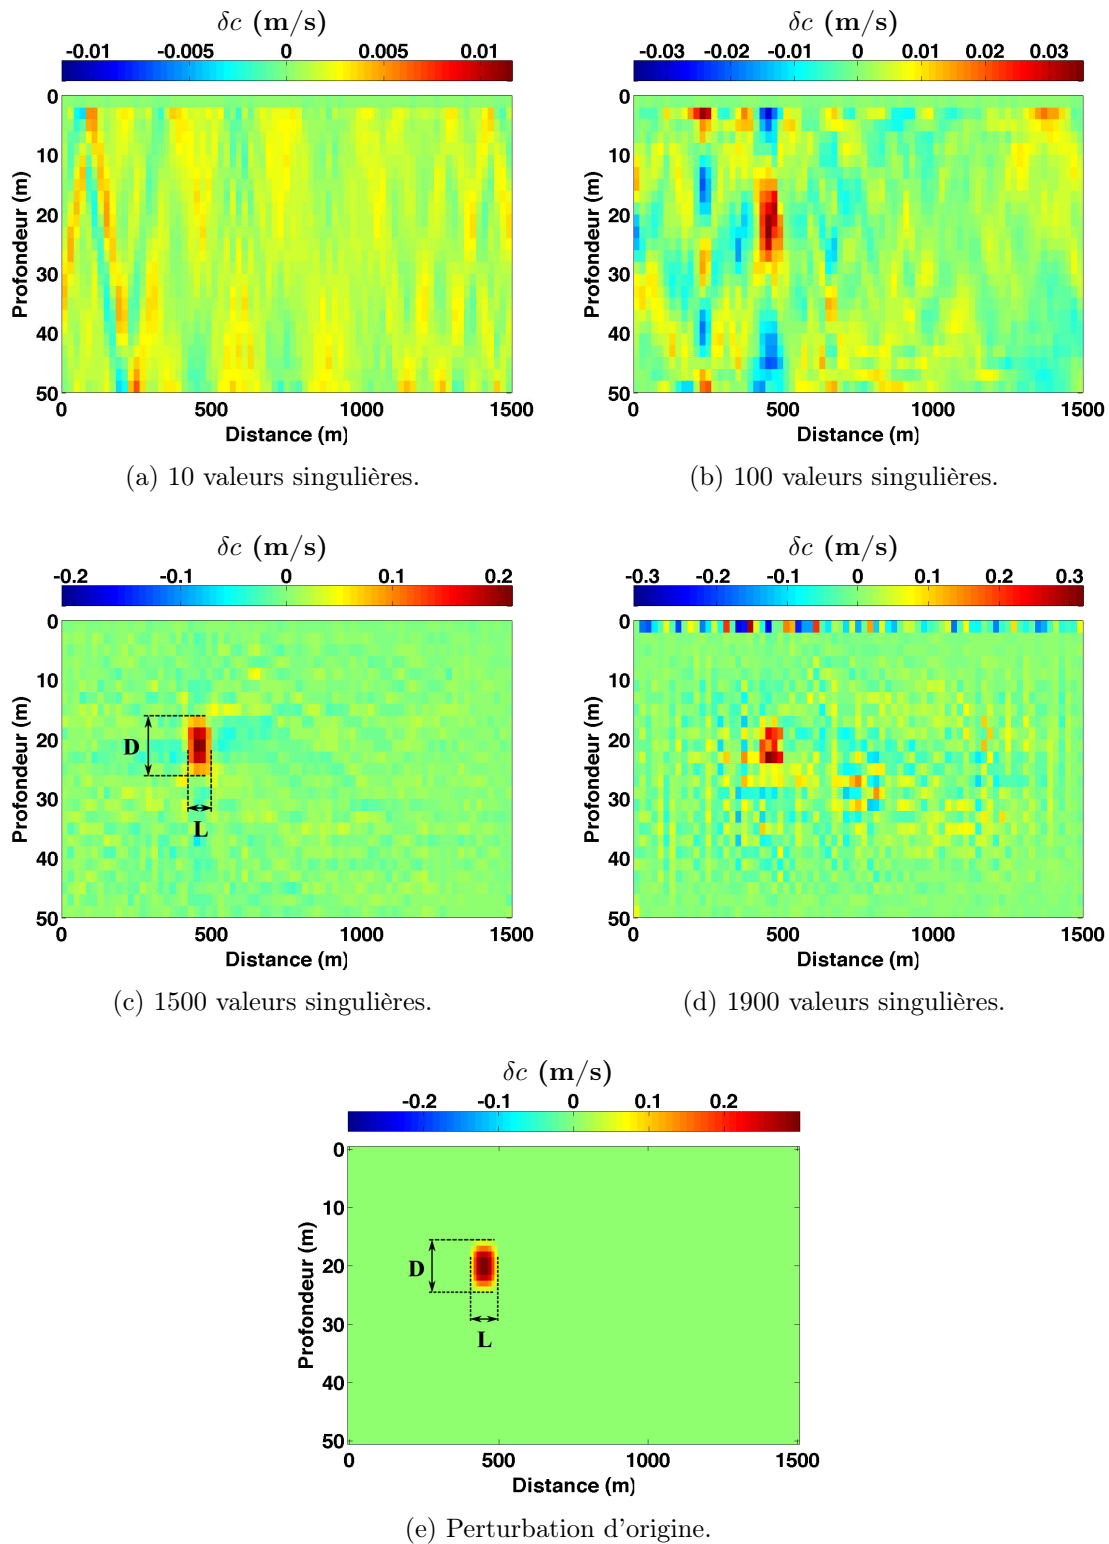 δc (m/s)
-0.01 -0.005 0 0.005 0.01
Profondeur (m)
0
10
20
30
40
50
0 500 1000 1500
Distance (m)
(a) 10 valeurs singulières.
δc (m/s)
-0.03 -0.02 -0.01 0 0.01 0.02 0.03
Profondeur (m)
0
10
20
30
40
50
0 500 1000 1500
Distance (m)
(b) 100 valeurs singulières.
δc (m/s)
-0.2 -0.1 0 0.1 0.2
Profondeur (m)
0
10
20
30
40
50
D
L
0 500 1000 1500
Distance (m)
(c) 1500 valeurs singulières.
δc (m/s)
-0.3 -0.2 -0.1 0 0.1 0.2 0.3
Profondeur (m)
0
10
20
30
40
50
0 500 1000 1500
Distance (m)
(d) 1900 valeurs singulières.
δc (m/s)
-0.2 -0.1 0 0.1 0.2
Profondeur (m)
0
10
20
30
40
50
D
L
0 500 1000 1500
Distance (m)
(e) Perturbation d'origine.